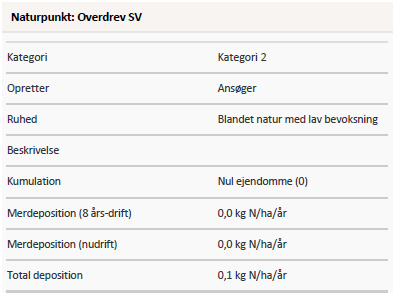 Naturpunkt: Overdrev SV
Kategori Kategori 2
Opretter Ansøger
Ruhed Blandet natur med lav bevoksning
Beskrivelse
Kumulation Nul ejendomme (0)
Merdeposition (8 års-drift) 0,0 kg N/ha/år
Merdeposition (nudrift) 0,0 kg N/ha/år
Total deposition 0,1 kg N/ha/år